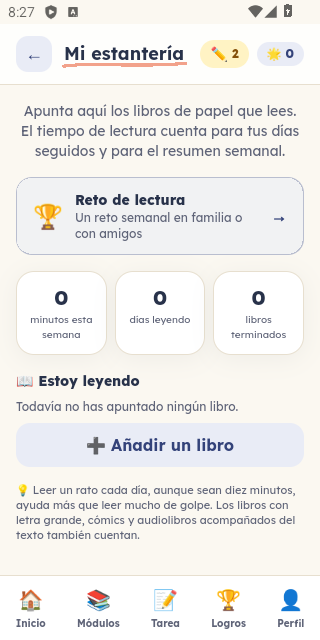 8:27
← Mi estantería ✏️ 2 🌟 0
Apunta aquí los libros de papel que lees.
El tiempo de lectura cuenta para tus días
seguidos y para el resumen semanal.
Reto de lectura
Un reto semanal en familia o
con amigos
→
0
minutos esta
semana
0
días leyendo
0
libros
terminados
📖 Estoy leyendo
Todavía no has apuntado ningún libro.
➕ Añadir un libro
💡 Leer un rato cada día, aunque sean diez minutos,
ayuda más que leer mucho de golpe. Los libros con
letra grande, cómics y audiolibros acompañados del
texto también cuentan.
Inicio Módulos Tarea Logros Perfil